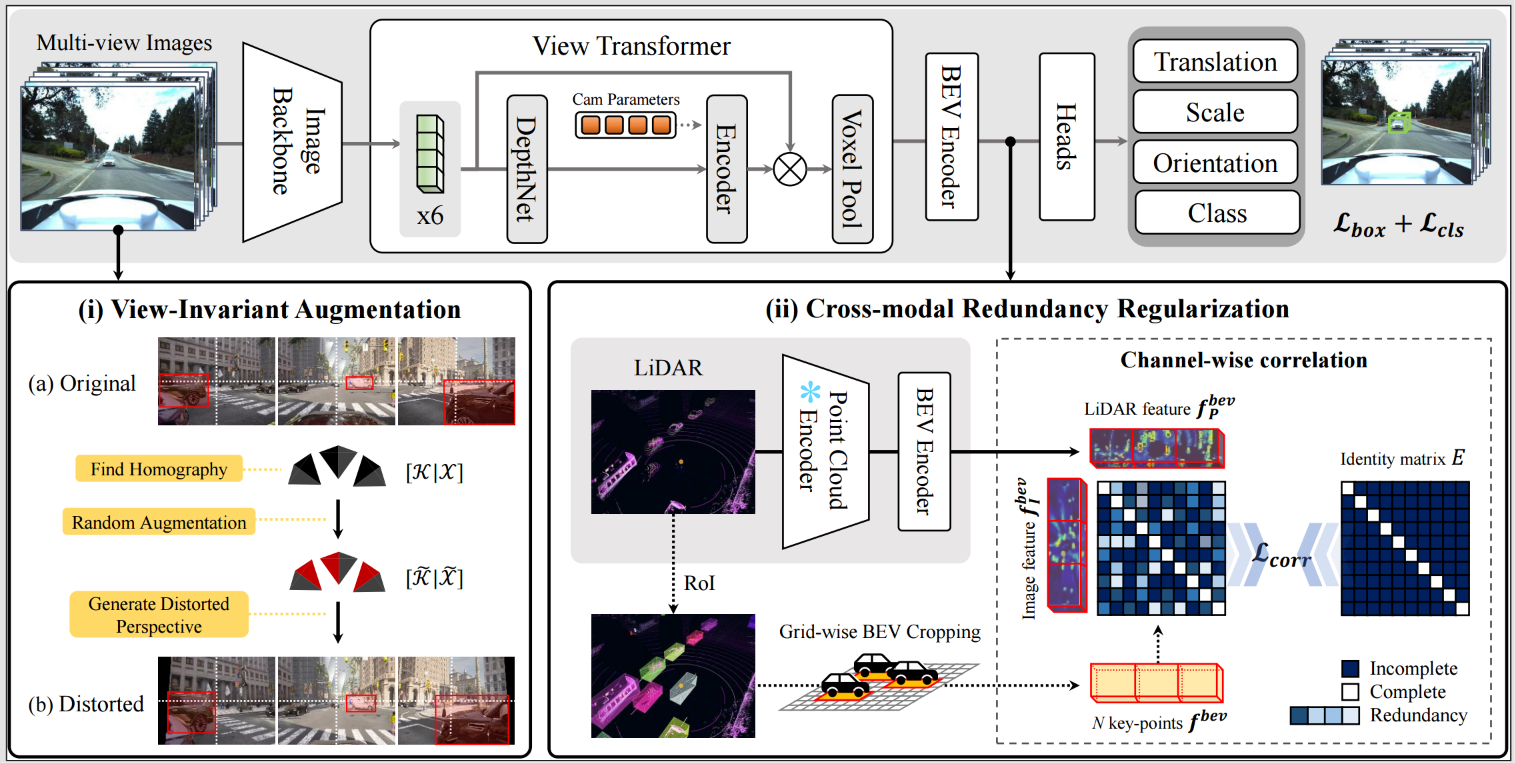 Multi-view Images
Image
Backbone
View Transformer
x6
DepthNet
Cam Parameters
Encoder
Voxel Pool
BEV Encoder
Heads
Translation
Scale
Orientation
Class
ℒ_box + ℒ_cls
(i) View-Invariant Augmentation
(a) Original
Find Homography
[𝒦|𝒳]
Random Augmentation
[𝒦̃|𝒳̃]
Generate Distorted
Perspective
(b) Distorted
(ii) Cross-modal Redundancy Regularization
LiDAR
Point Cloud
Encoder
BEV Encoder
RoI
Grid-wise BEV Cropping
Channel-wise correlation
LiDAR feature f_P^bev
Image feature f_I^bev
Identity matrix E
ℒ_corr
N key-points f^bev
Incomplete
Complete
Redundancy